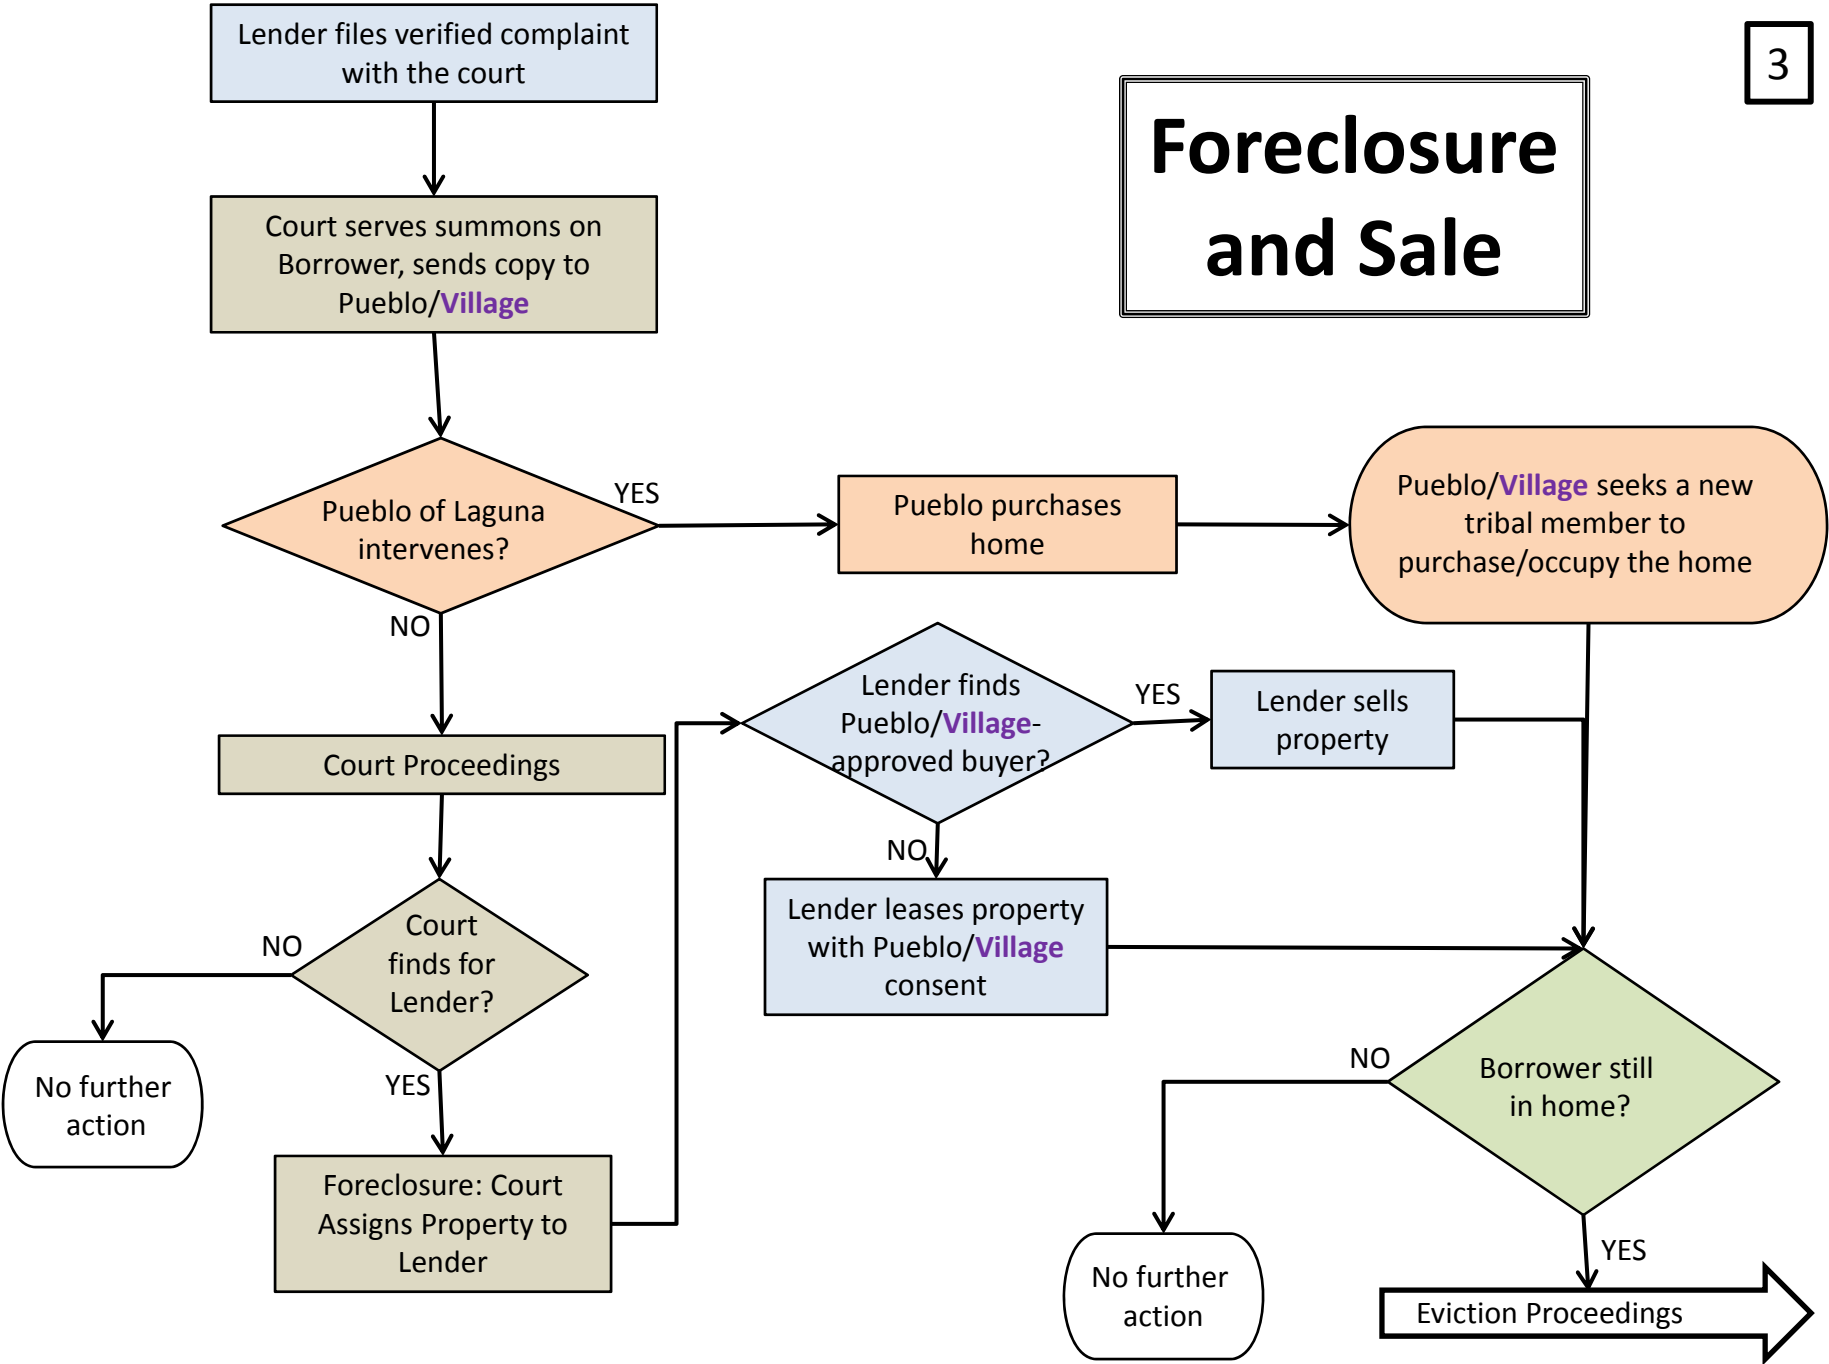 Lender files verified complaint
with the court
3
Foreclosure
and Sale
Court serves summons on
Borrower, sends copy to
Pueblo/Village
Pueblo of Laguna
intervenes?
YES
Pueblo purchases
home
Pueblo/Village seeks a new
tribal member to
purchase/occupy the home
NO
Court Proceedings
Lender finds
Pueblo/Village-
approved buyer?
YES
Lender sells
property
NO
Lender leases property
with Pueblo/Village
consent
Court
finds for
Lender?
NO
No further
action
YES
Foreclosure: Court
Assigns Property to
Lender
Borrower still
in home?
NO
No further
action
YES
Eviction Proceedings